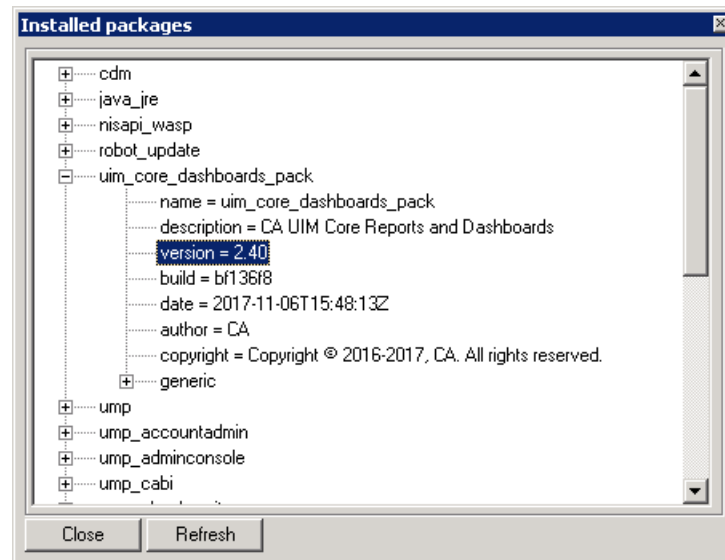 Installed packages
cdm
java_jre
nisapi_wasp
robot_update
uim_core_dashboards_pack
name = uim_core_dashboards_pack
description = CA UIM Core Reports and Dashboards
version = 2.40
build = bf136f8
date = 2017-11-06T15:48:13Z
author = CA
copyright = Copyright © 2016-2017, CA. All rights reserved.
generic
ump
ump_accountadmin
ump_adminconsole
ump_cabi
Close Refresh